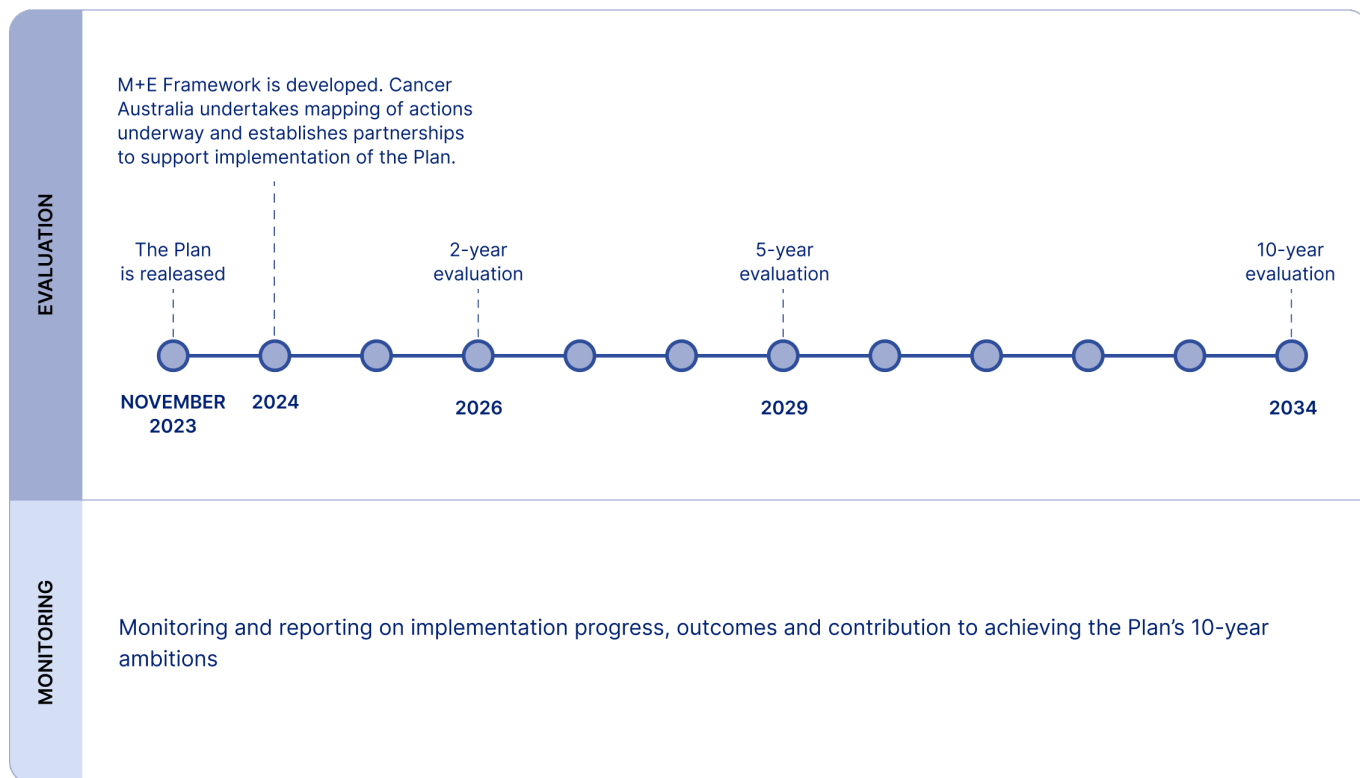 EVALUATION
M+E Framework is developed. Cancer
Australia undertakes mapping of actions
underway and establishes partnerships
to support implementation of the Plan.
The Plan
is realeased
2-year
evaluation
5-year
evaluation
10-year
evaluation
NOVEMBER
2023
2024
2026
2029
2034
MONITORING
Monitoring and reporting on implementation progress, outcomes and contribution to achieving the Plan’s 10-year
ambitions